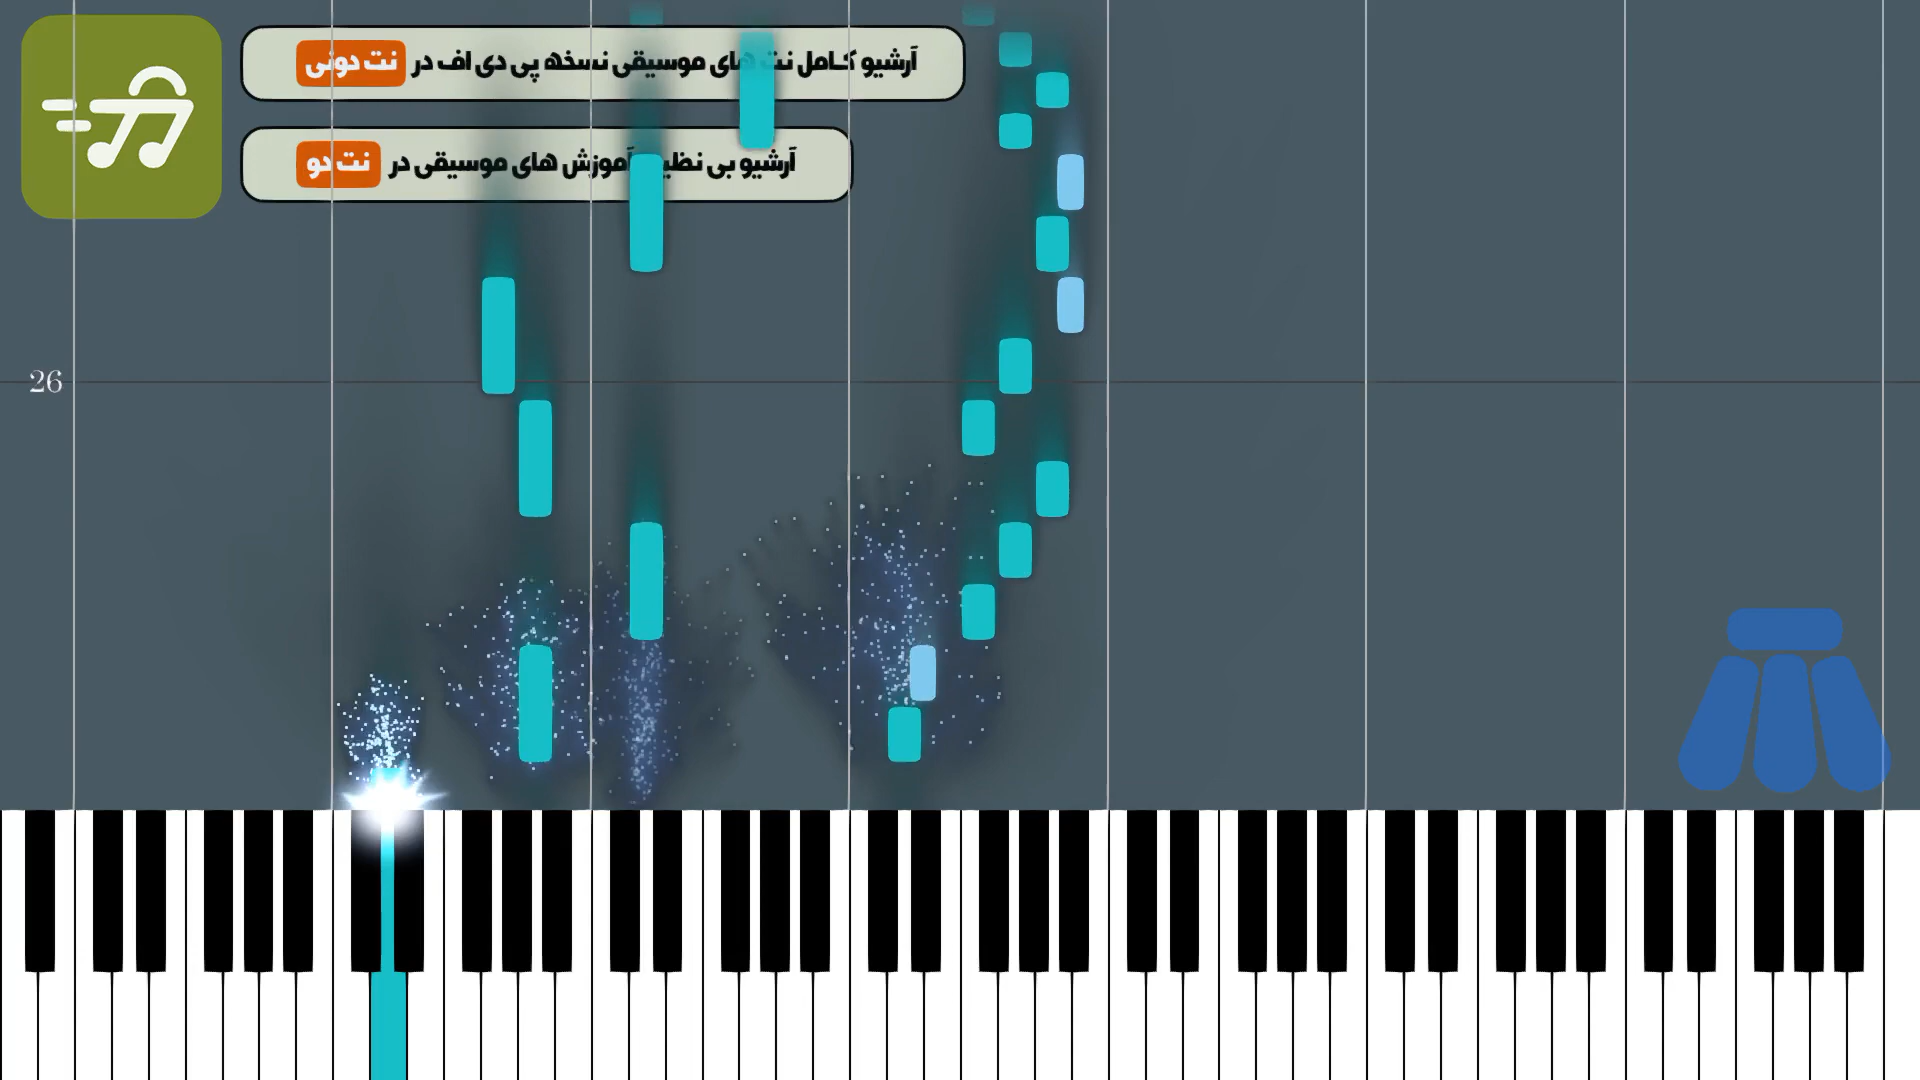 آرشیو کامل نت های موسیقی نسخه پی دی اف در نت دونی
آرشیو بی نظیر آموزش های موسیقی در نت دو
26